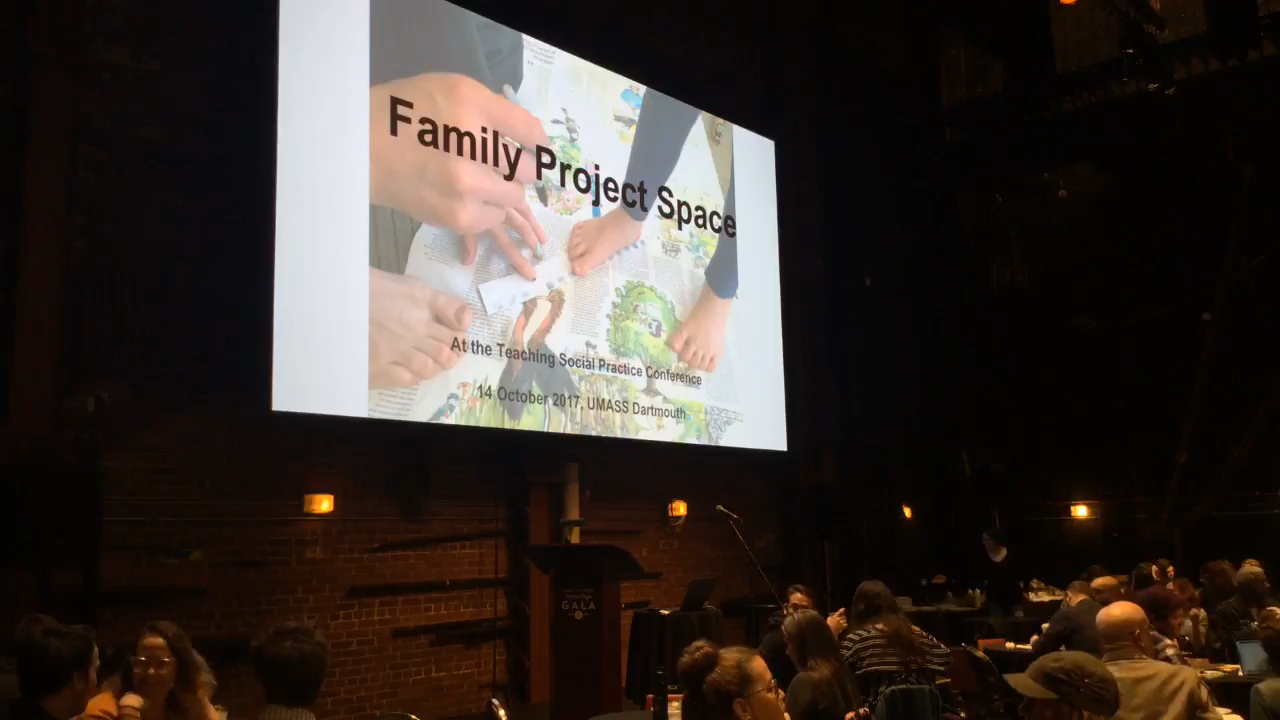 Family Project Space
At the Teaching Social Practice Conference
14 October 2017, UMASS Dartmouth
GALA